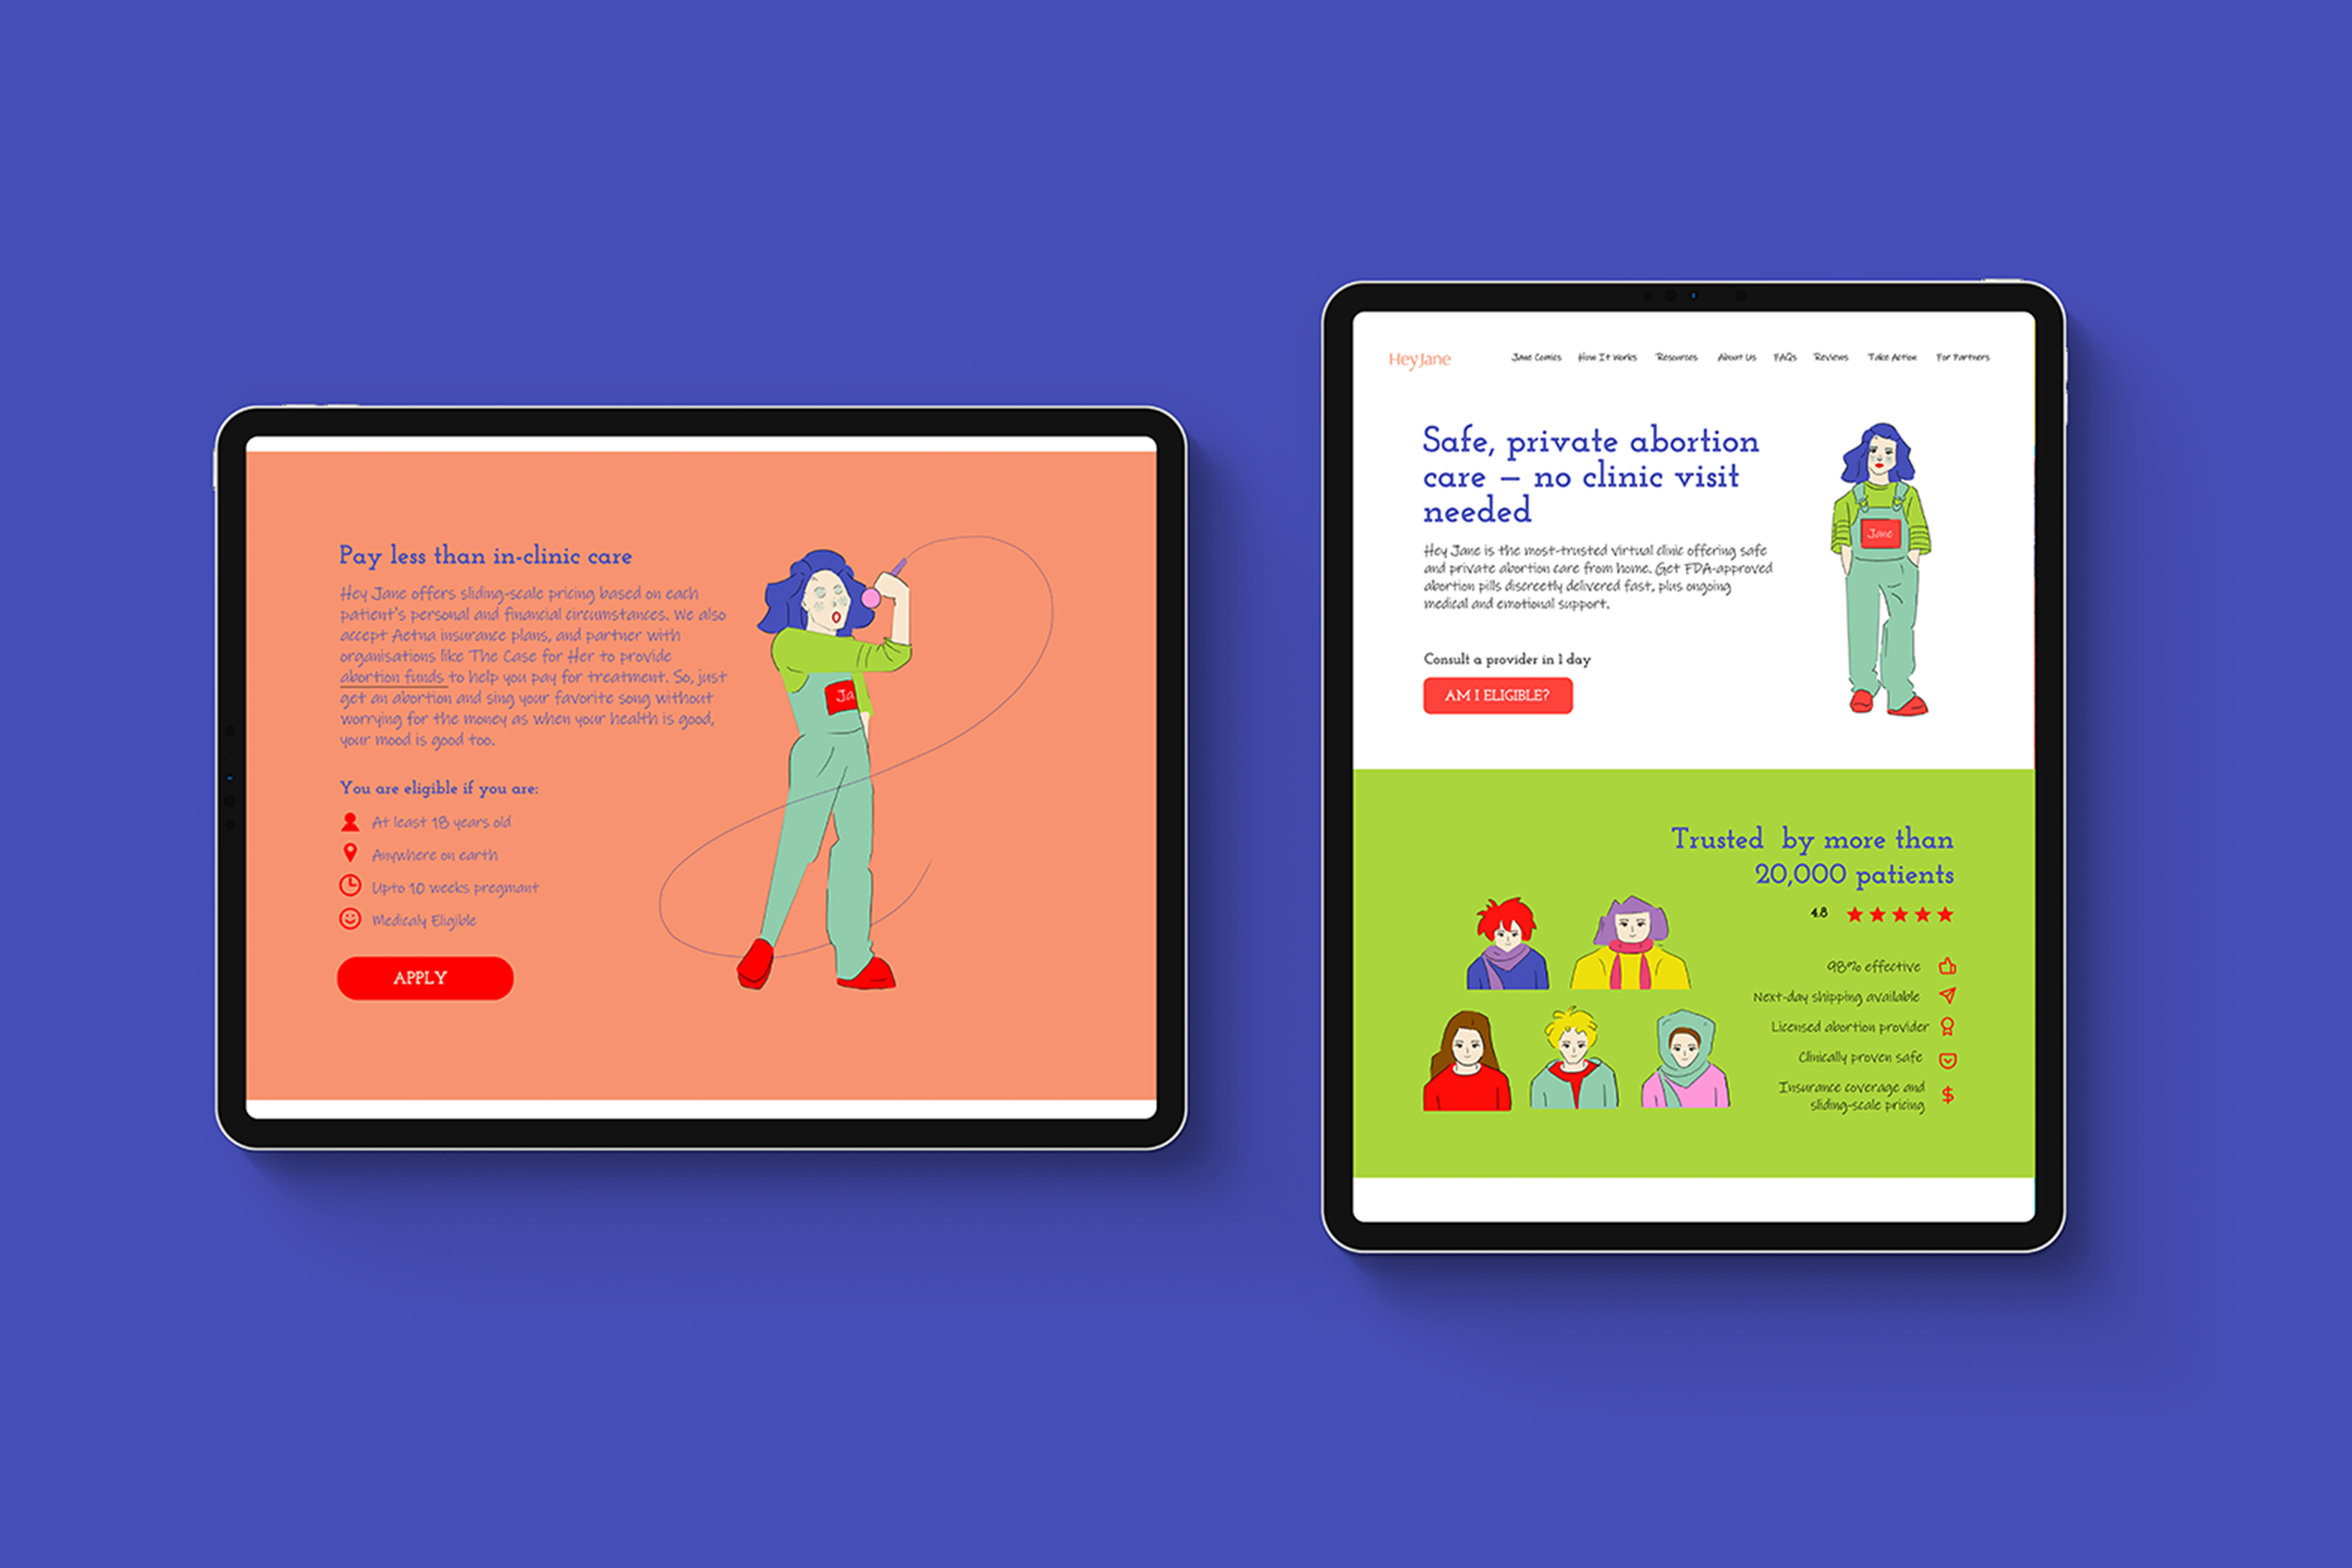 Pay less than in-clinic care
Hey Jane offers sliding-scale pricing based on each
patient's personal and financial circumstances. We also
accept Aetna insurance plans, and partner with
organisations like The Case for Her to provide
abortion funds to help you pay for treatment. So, just
get an abortion and sing your favorite song without
worrying for the money as when your health is good,
your mood is good too.
You are eligible if you are:
At least 18 years old
Anywhere on earth
Upto 10 weeks pregmant
Medicaly Eligible
APPLY
Ja
HeyJane
Jane Comics How It Works Resources About Us FAQs Reviews Take Action For Partners
Safe, private abortion
care – no clinic visit
needed
Hey Jane is the most-trusted virtual clinic offering safe
and private abortion care from home. Get FDA-approved
abortion pills discreetly delivered fast, plus ongoing
medical and emotional support.
Consult a provider in 1 day
AM I ELIGIBLE?
Jane
Trusted by more than
20,000 patients
4.8
98% effective
Next-day shipping available
Licensed abortion provider
Clinically proven safe
Insurance coverage and
sliding-scale pricing
$